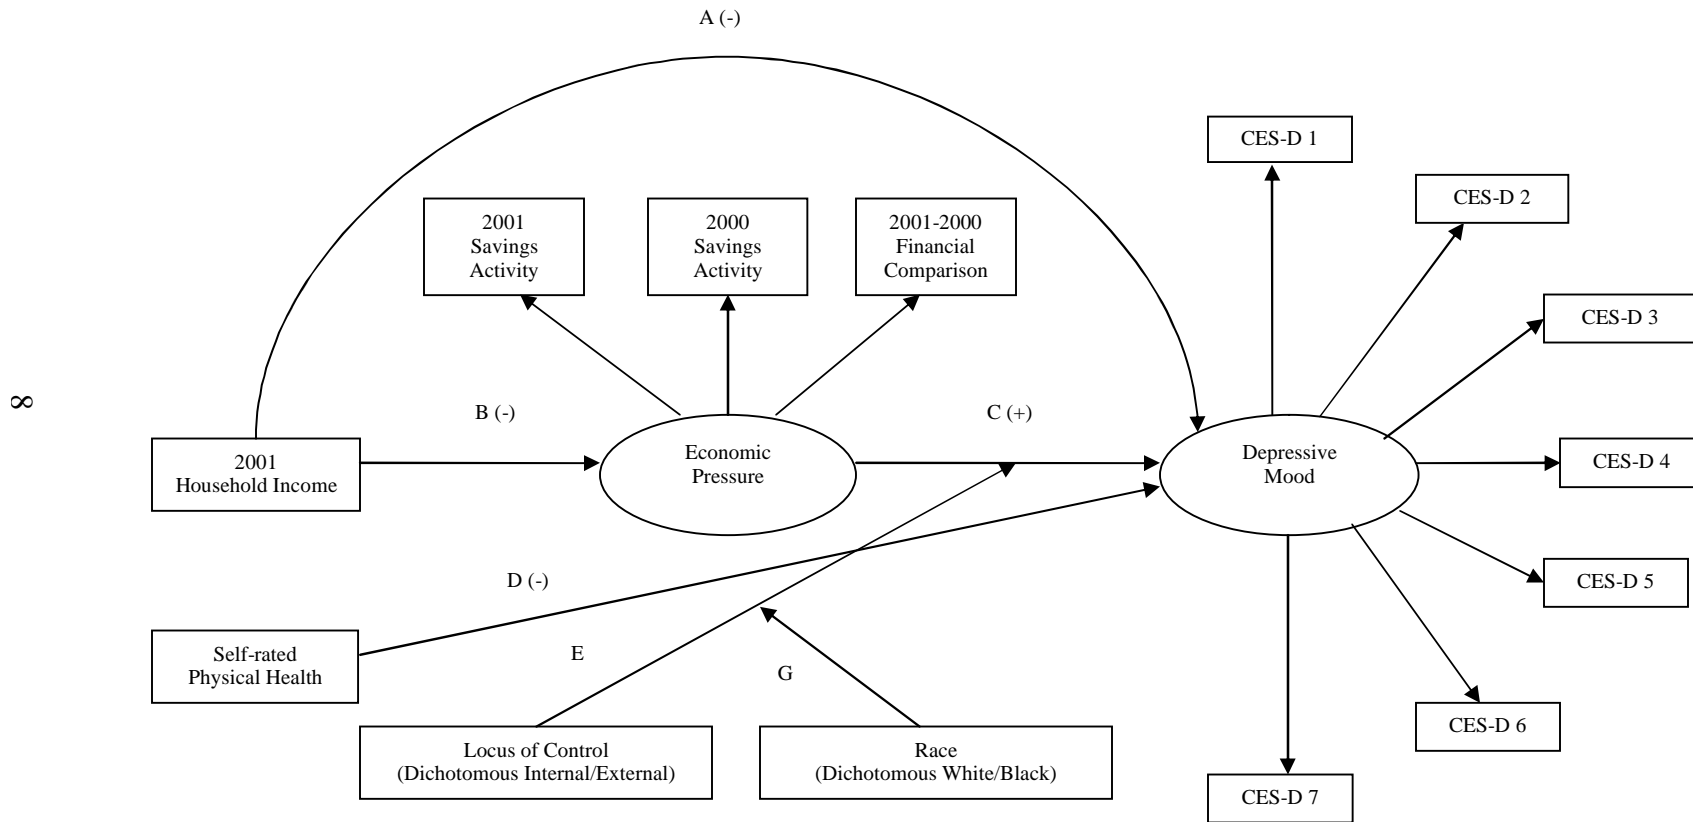 A (-)
CES-D 1
CES-D 2
2001
Savings
Activity
2000
Savings
Activity
2001-2000
Financial
Comparison
CES-D 3
8
B (-)
C (+)
2001
Household Income
Economic
Pressure
Depressive
Mood
CES-D 4
D (-)
CES-D 5
Self-rated
Physical Health
E
G
CES-D 6
Locus of Control
(Dichotomous Internal/External)
Race
(Dichotomous White/Black)
CES-D 7